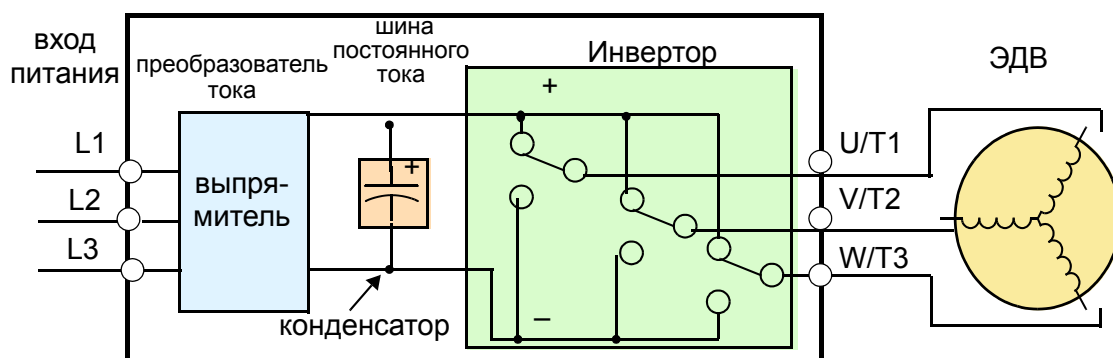 вход
питания
преобразователь
тока
шина
постоянного
тока
Инвертор
ЭДВ
+
L1
L2
L3
выпря-
митель
+
конденсатор
–
U/T1
V/T2
W/T3